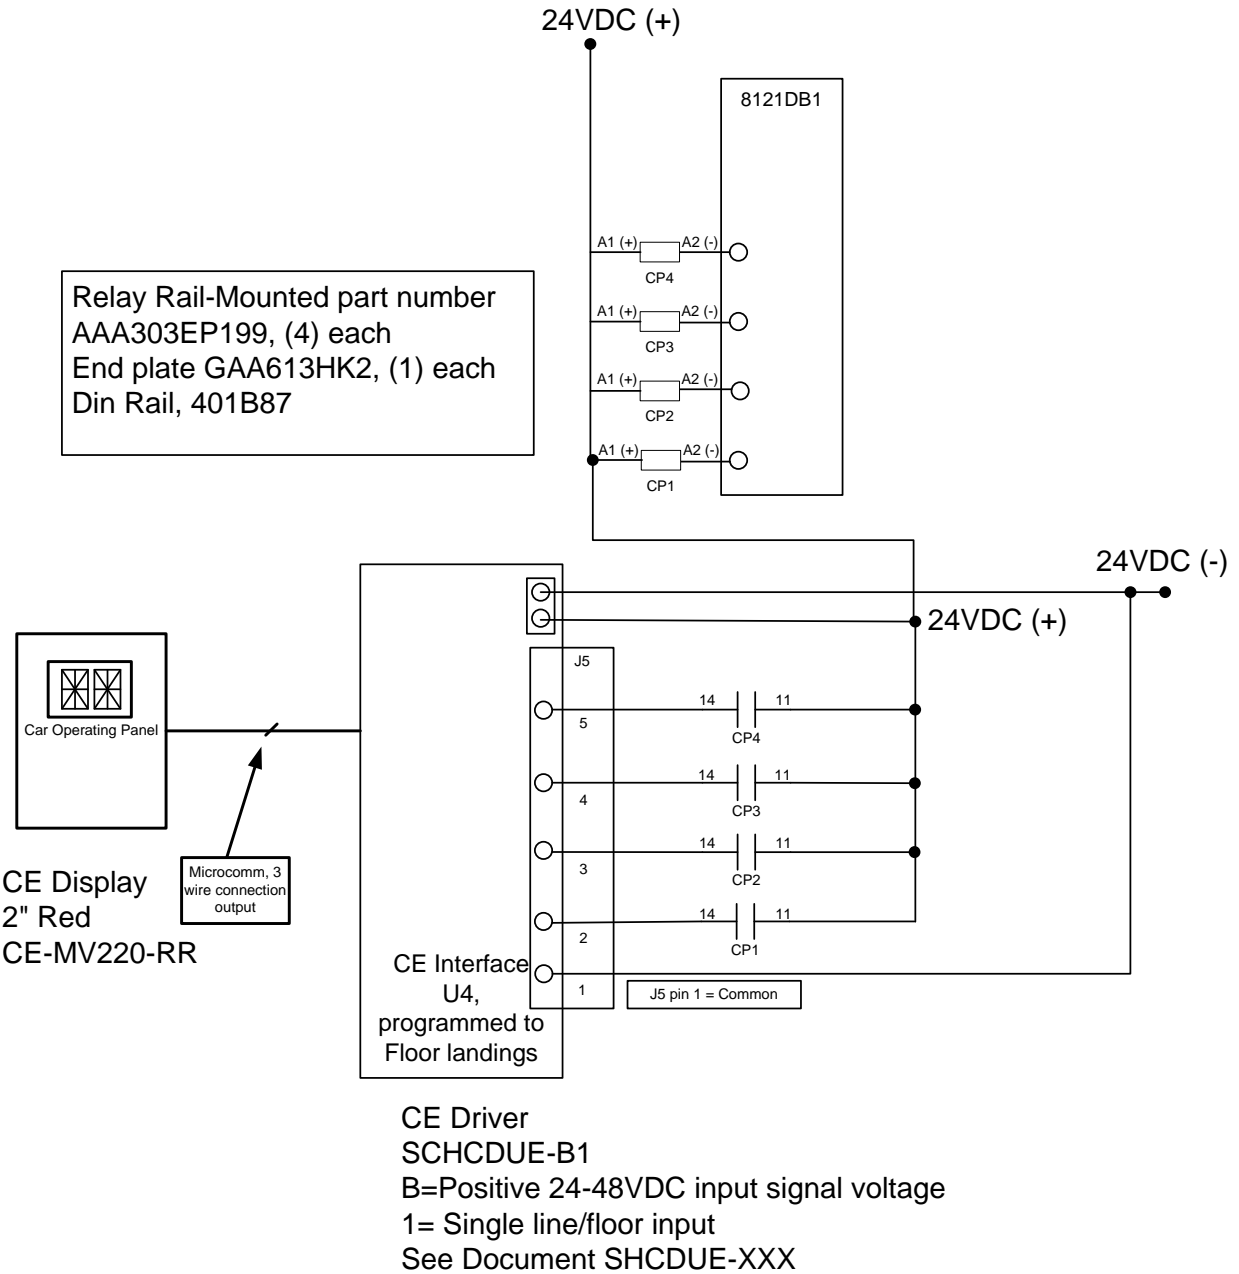 24VDC (+)
8121DB1
A1 (+) A2 (-)
CP4
A1 (+) A2 (-)
CP3
A1 (+) A2 (-)
CP2
A1 (+) A2 (-)
CP1
Relay Rail-Mounted part number
AAA303EP199, (4) each
End plate GAA613HK2, (1) each
Din Rail, 401B87
24VDC (-)
24VDC (+)
J5
14 11
5
CP4
14 11
4
CP3
14 11
3
CP2
14 11
2
CP1
1
J5 pin 1 = Common
Car Operating Panel
Microcomm, 3
wire connection
output
CE Display
2" Red
CE-MV220-RR
CE Interface
U4,
programmed to
Floor landings
CE Driver
SCHCDUE-B1
B=Positive 24-48VDC input signal voltage
1= Single line/floor input
See Document SHCDUE-XXX